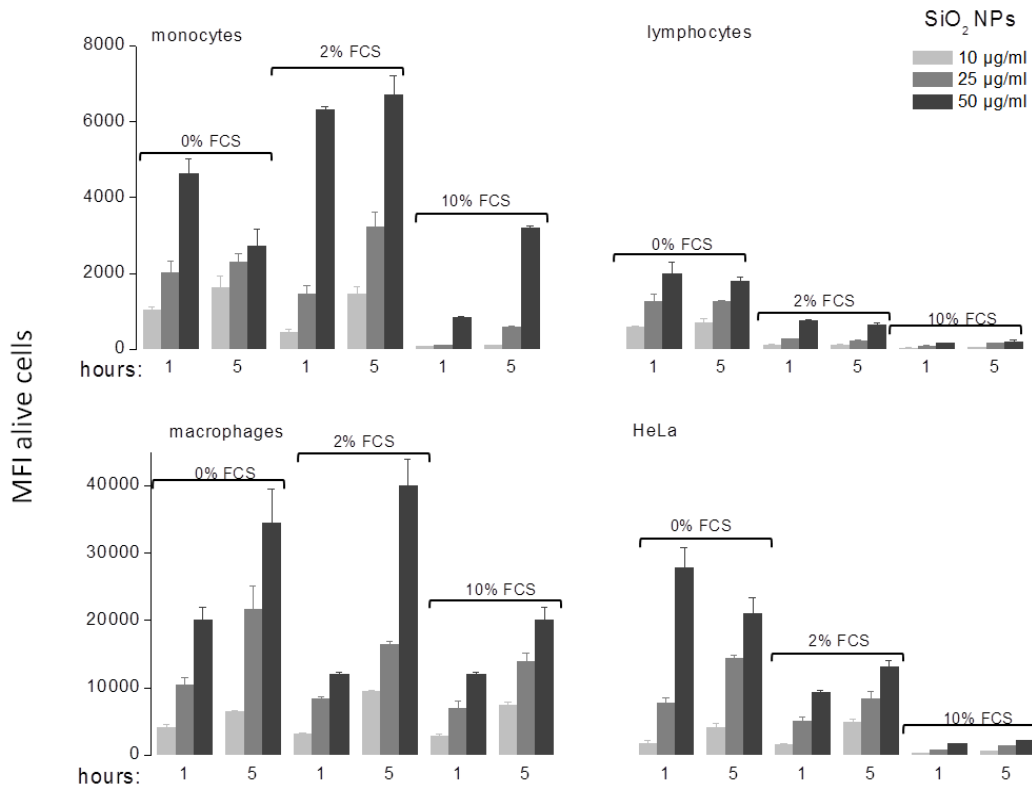 monocytes
lymphocytes
SiO₂ NPs
10 µg/ml
25 µg/ml
50 µg/ml
MFI alive cells
8000
6000
4000
2000
0
0% FCS
2% FCS
10% FCS
0% FCS
2% FCS
10% FCS
hours: 1 5 1 5 1 5
1 5 1 5 1 5
macrophages
HeLa
40000
30000
20000
10000
0
0% FCS
2% FCS
10% FCS
0% FCS
2% FCS
10% FCS
hours: 1 5 1 5 1 5
1 5 1 5 1 5